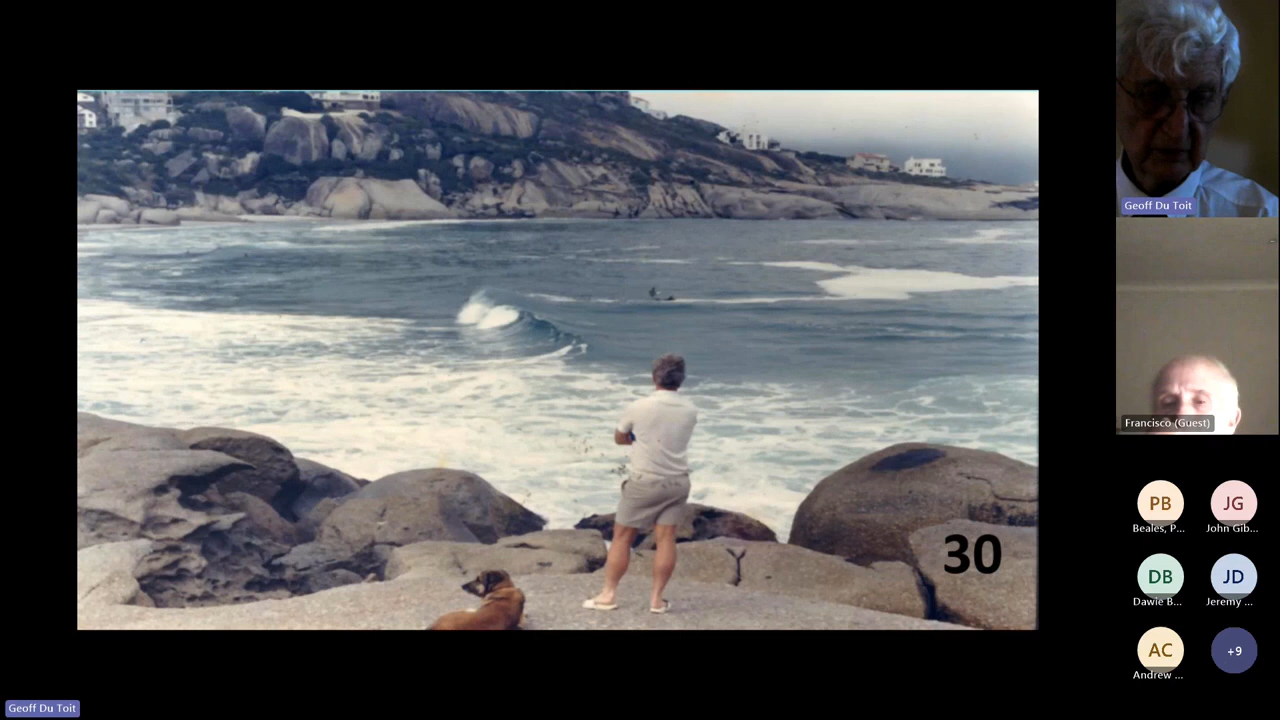 Geoff Du Toit
Francisco (Guest)
30
PB
JG
Beales, P...
John Gib...
DB
JD
Dawie B...
Jeremy ...
AC
+9
Andrew ...
Geoff Du Toit